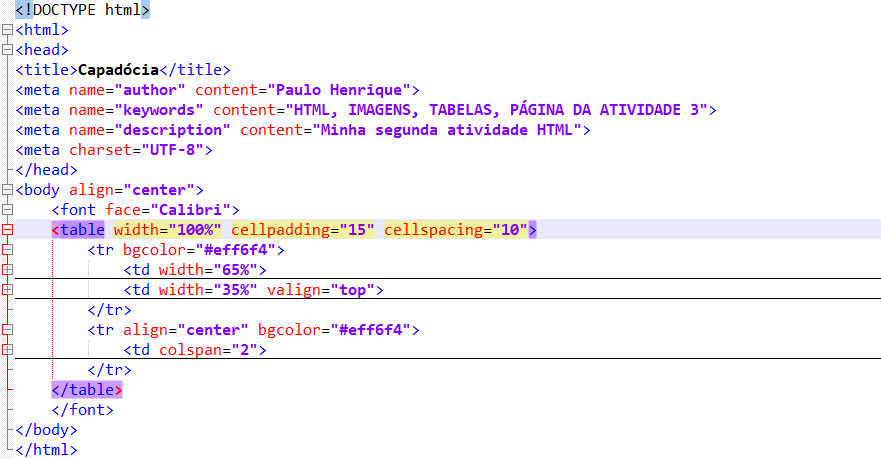 <!DOCTYPE html>
<html>
<head>
<title>Capadócia</title>
<meta name="author" content="Paulo Henrique">
<meta name="keywords" content="HTML, IMAGENS, TABELAS, PÁGINA DA ATIVIDADE 3">
<meta name="description" content="Minha segunda atividade HTML">
<meta charset="UTF-8">
</head>
<body align="center">
<font face="Calibri">
<table width="100%" cellpadding="15" cellspacing="10">
<tr bgcolor="#eff6f4">
<td width="65%">
<td width="35%" valign="top">
</tr>
<tr align="center" bgcolor="#eff6f4">
<td colspan="2">
</tr>
</table>
</font>
</body>
</html>